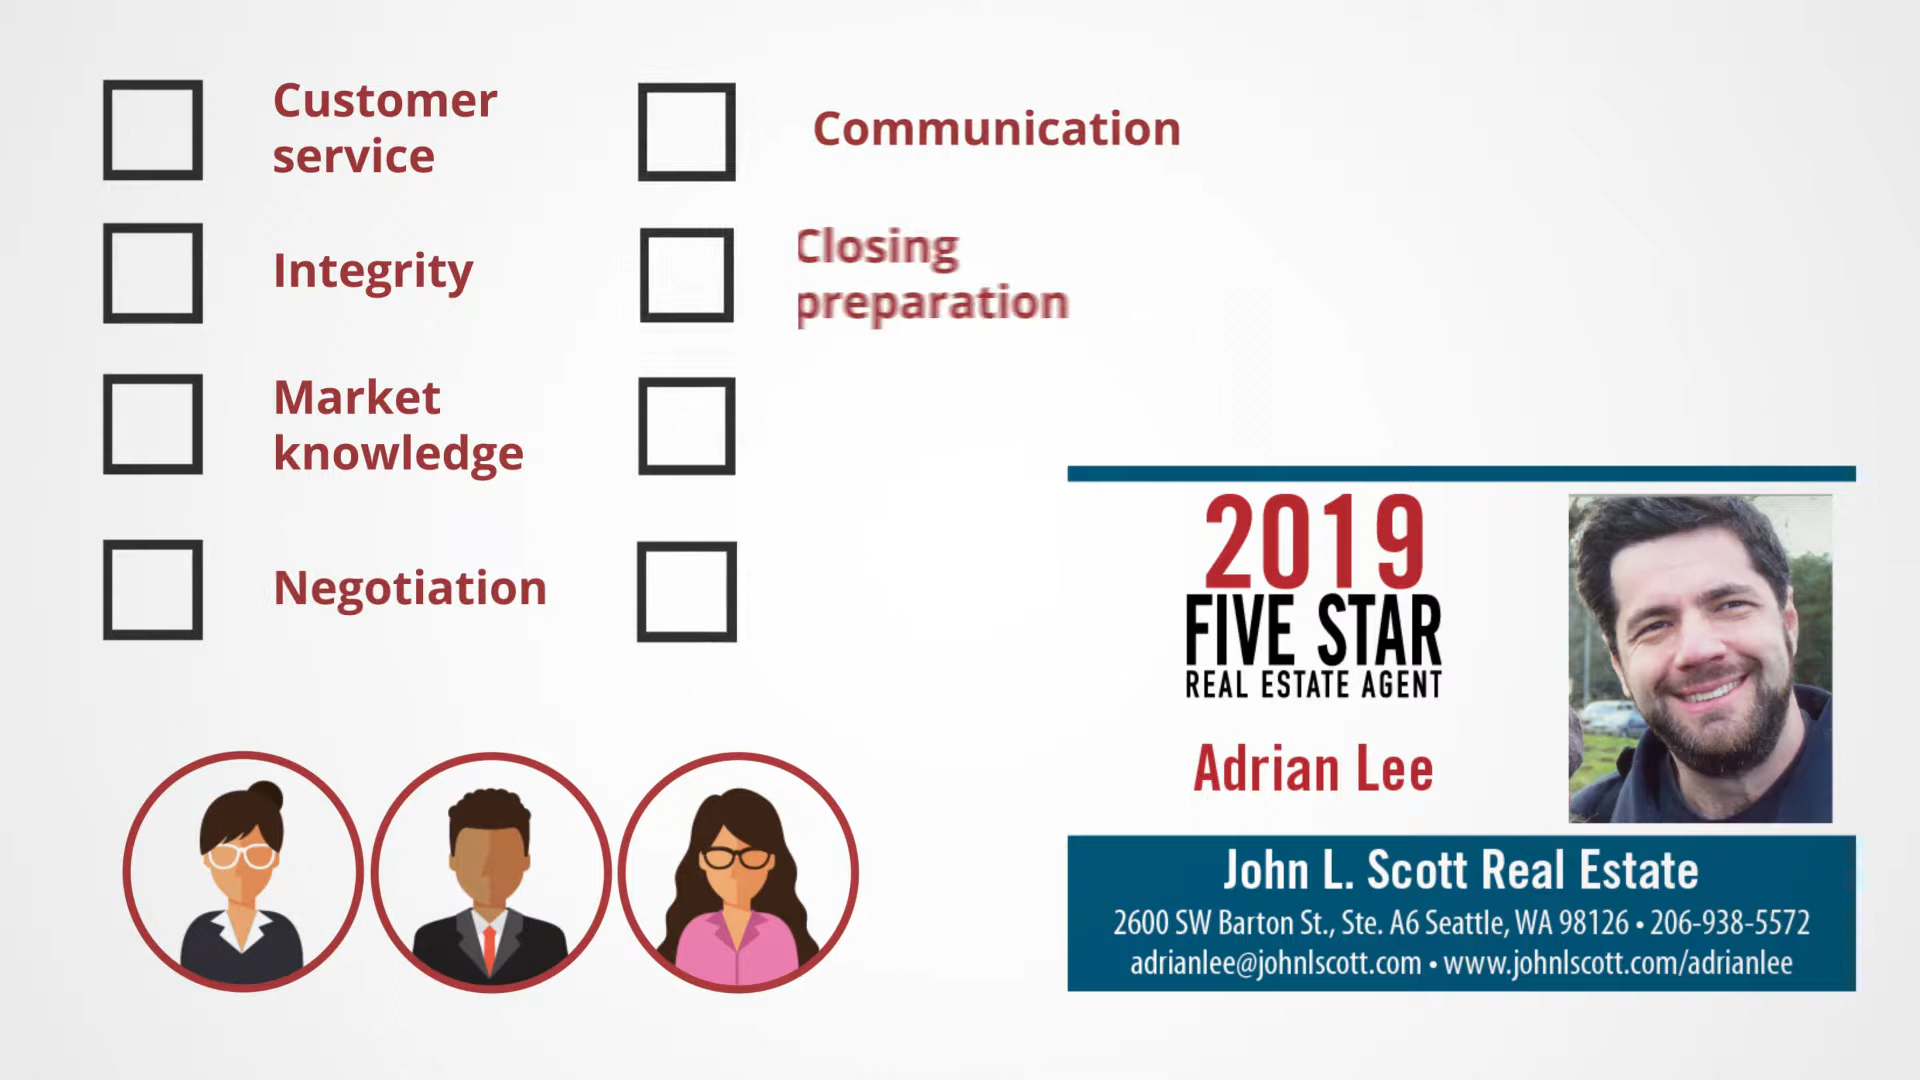 Customer
service
Integrity
Market
knowledge
Negotiation
Communication
Closing
preparation
2019
FIVE STAR
REAL ESTATE AGENT
Adrian Lee
John L. Scott Real Estate
2600 SW Barton St., Ste. A6 Seattle, WA 98126 • 206-938-5572
adrianlee@johnlscott.com • www.johnlscott.com/adrianlee